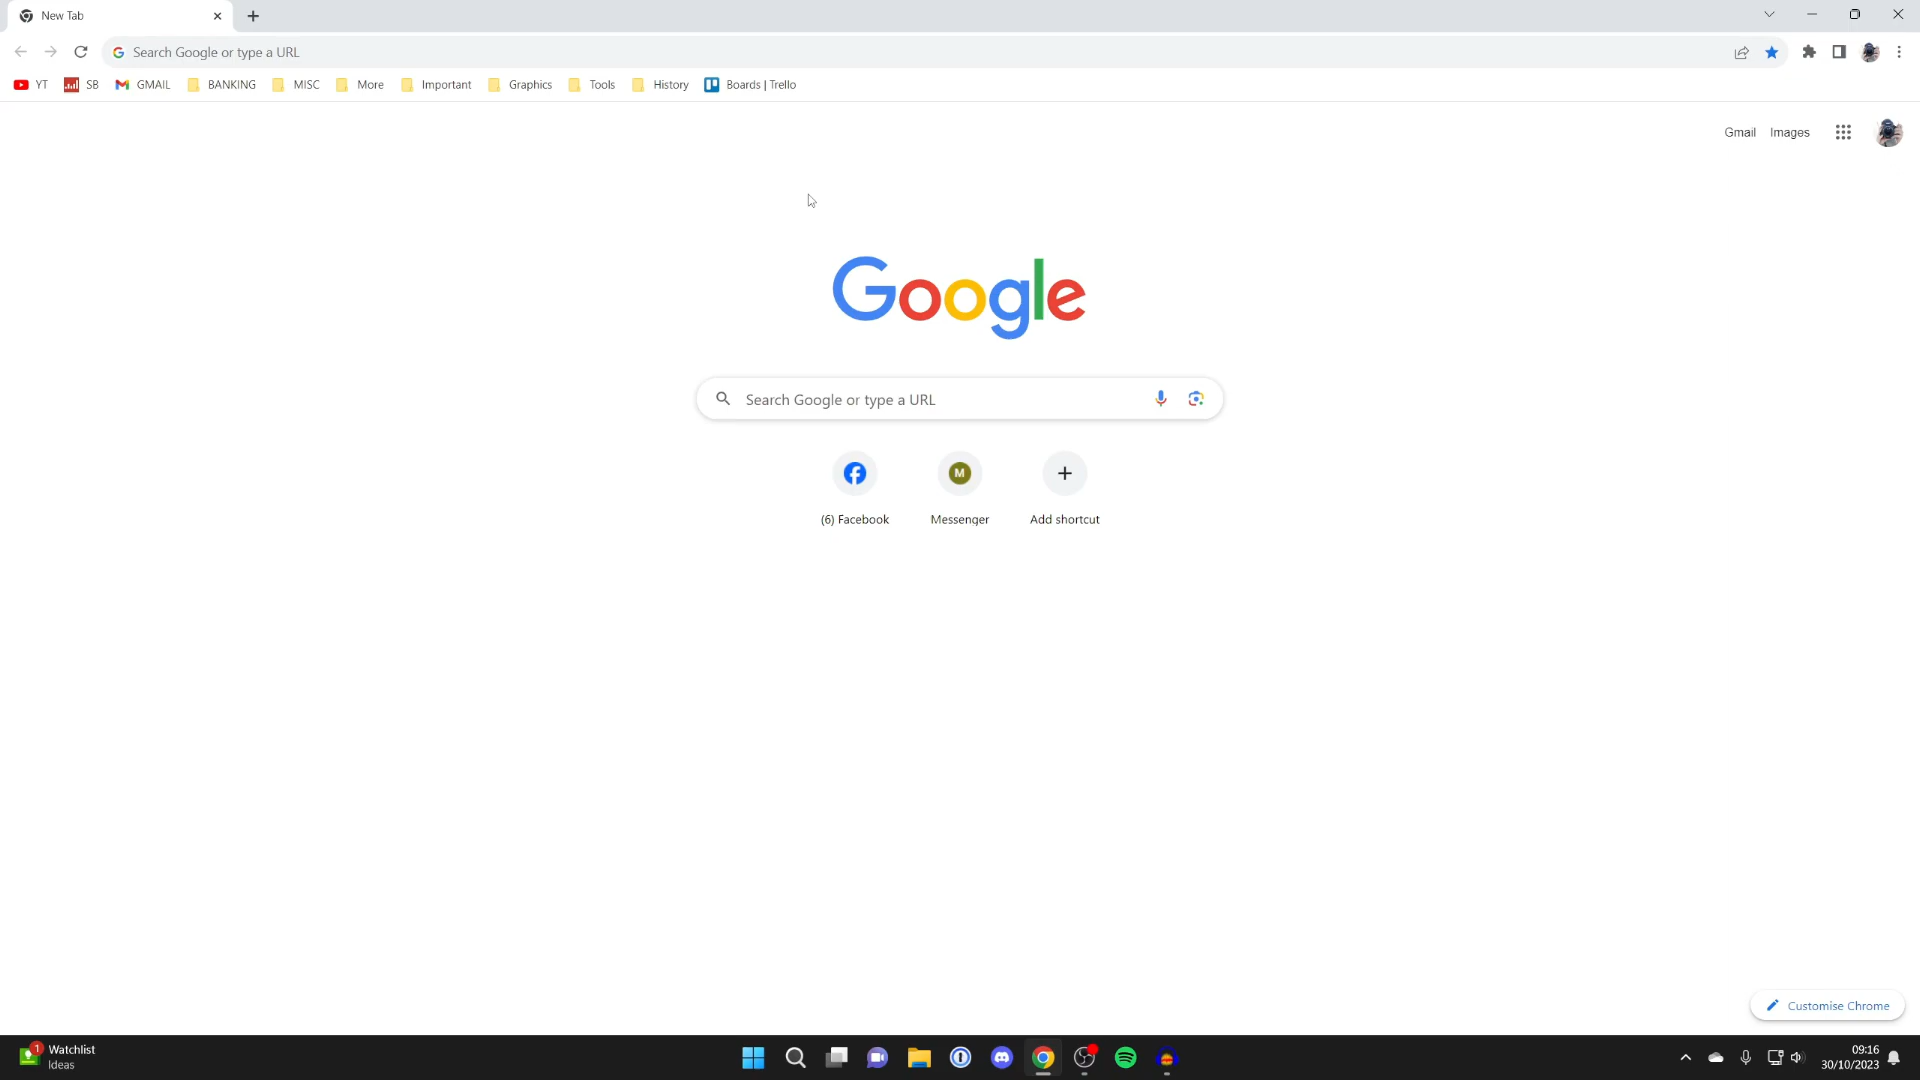 New Tab
Search Google or type a URL
YT SB GMAIL BANKING MISC More Important Graphics Tools History Boards | Trello
Gmail Images
Google
Search Google or type a URL
M
(6) Facebook Messenger Add shortcut
Customise Chrome
1 Watchlist
Ideas
09:16
30/10/2023